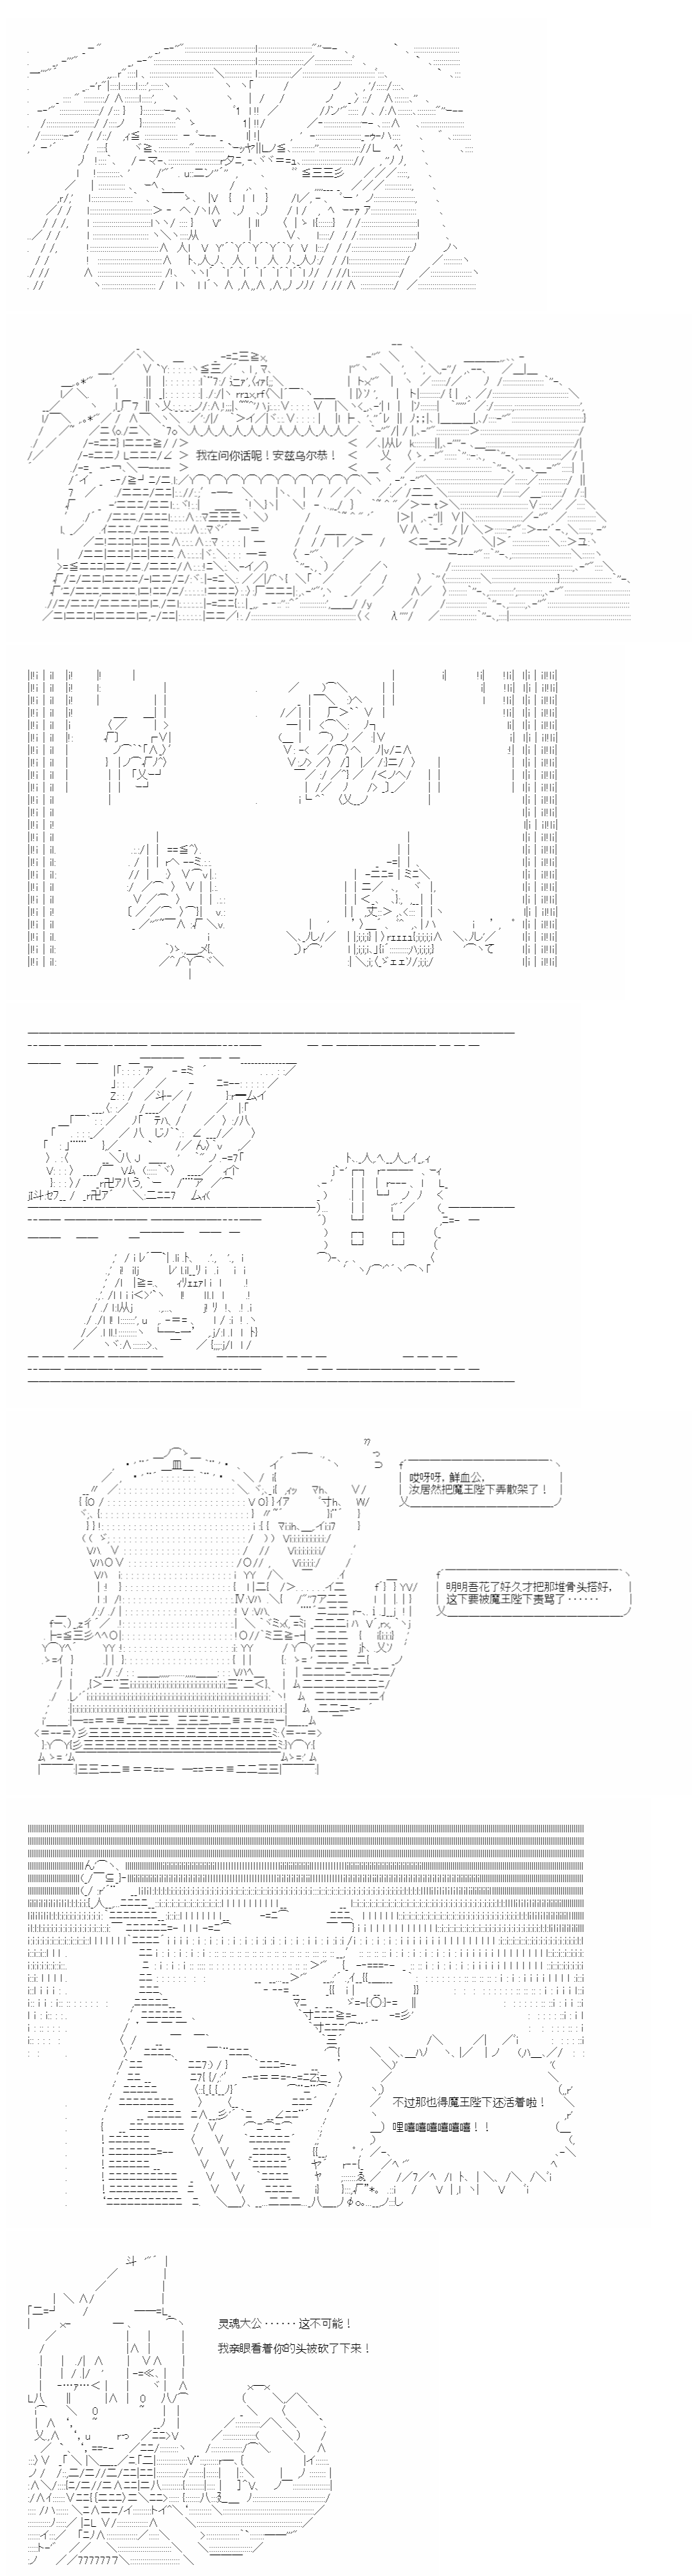 我在问你话呢！安兹乌尔恭！
哎呀呀，鲜血公，
汝居然把魔王陛下弄散架了！
明明吾花了好久才把那堆骨头搭好，
这下要被魔王陛下责骂了······
不过那也得魔王陛下还活着啦！
哩嘻嘻嘻嘻嘻嘻！！
灵魂大公······这不可能！
我亲眼看着你的头被砍了下来！